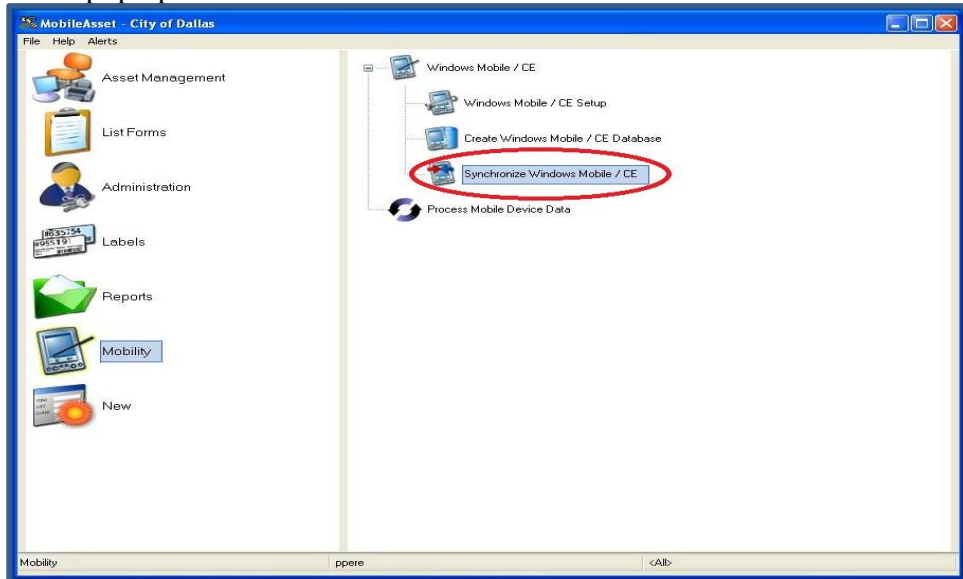 MobileAsset - City of Dallas
File Help Alerts
Asset Management
List Forms
Administration
Labels
Reports
Mobility
New
Windows Mobile / CE
Windows Mobile / CE Setup
Create Windows Mobile / CE Database
Synchronize Windows Mobile / CE
Process Mobile Device Data
Mobility ppere <All>